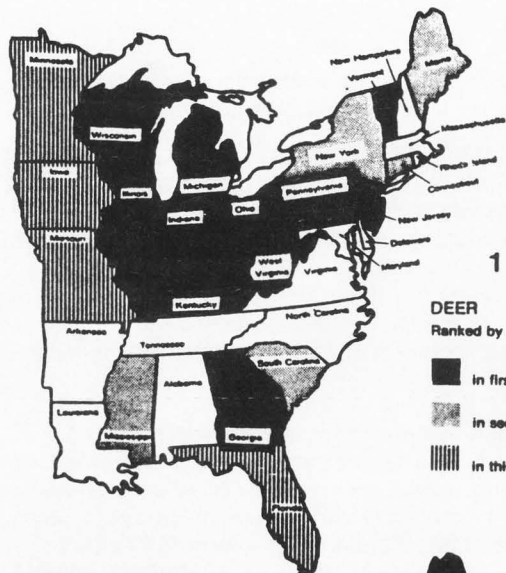 Minnesota
Maine
New Hampshire
Vermont
Massachusetts
Wisconsin
New York
Rhode Island
Connecticut
Iowa
Illinois
Michigan
Pennsylvania
Indiana
Ohio
New Jersey
Missouri
West
Virginia
Virginia
Delaware
Maryland
Kentucky
North Carolina
Arkansas
Tennessee
South Carolina
Alabama
Louisiana
Mississippi
Georgia
Florida
1
DEER
Ranked by
in firs
in sec
in thi